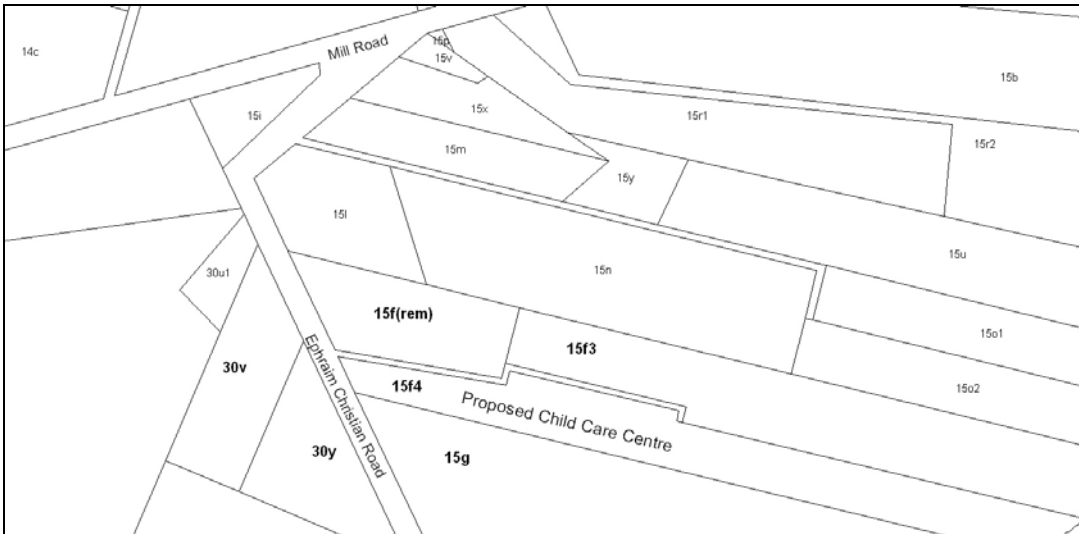 14c
Mill Road
15p
15v
15b
15i
15x
15r1
15m
15r2
15y
15l
15u
30u1
15n
15f(rem)
15o1
15f3
30v
Ephraim Christian Road
15f4
15o2
Proposed Child Care Centre
30y
15g